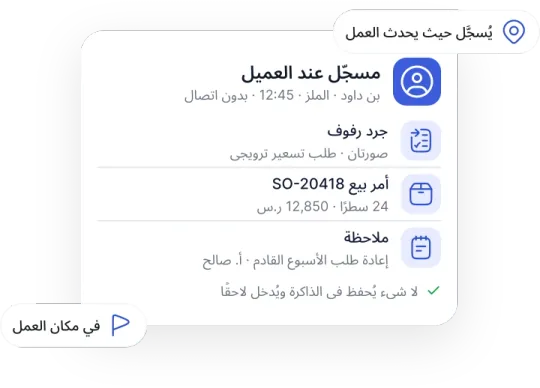 يُسجَّل حيث يحدث العمل
مسجّل عند العميل
بن داود · الملز · 12:45 · بدون اتصال
جرد رفوف
صورتان · طلب تسعير ترويجي
أمر بيع SO-20418
24 سطرًا · 12,850 ر.س
ملاحظة
إعادة طلب الأسبوع القادم · أ. صالح
لا شيء يُحفظ في الذاكرة ويُدخل لاحقًا
في مكان العمل